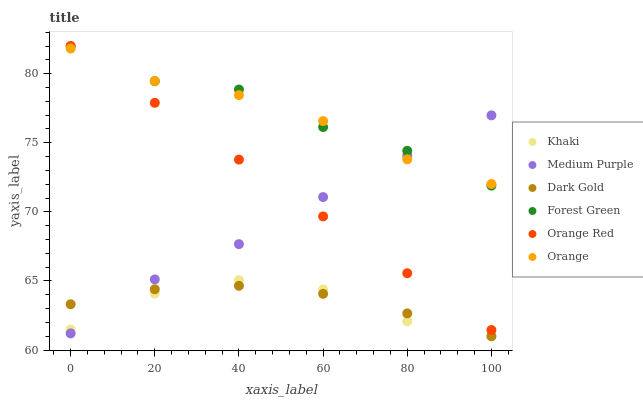 title
yaxis_label
80
75
70
65
60
0
20
40
60
80
100
xaxis_label
Khaki
Medium Purple
Dark Gold
Forest Green
Orange Red
Orange